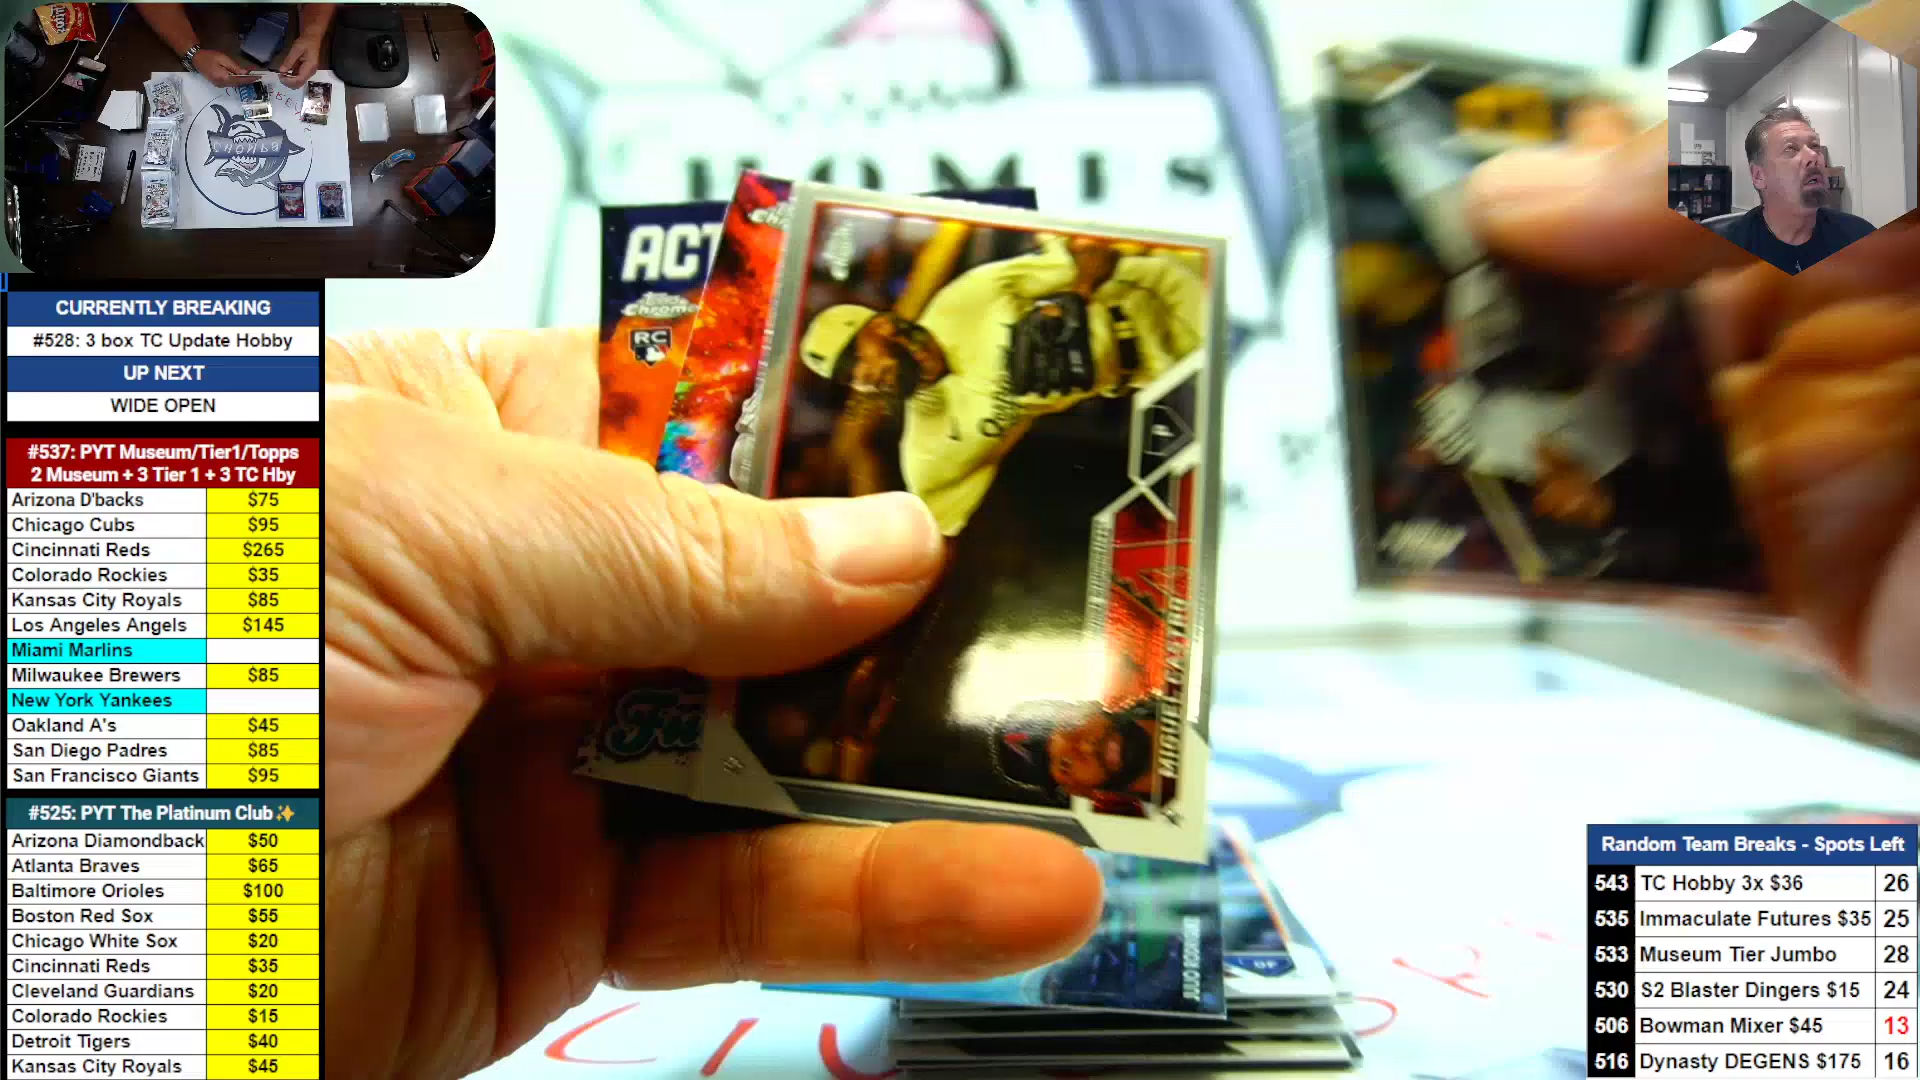 CURRENTLY BREAKING
#528: 3 box TC Update Hobby
UP NEXT
WIDE OPEN
#537: PYT Museum/Tier1/Topps
2 Museum + 3 Tier 1 + 3 TC Hby
Arizona D'backs $75
Chicago Cubs $95
Cincinnati Reds $265
Colorado Rockies $35
Kansas City Royals $85
Los Angeles Angels $145
Miami Marlins
Milwaukee Brewers $85
New York Yankees
Oakland A's $45
San Diego Padres $85
San Francisco Giants $95
#525: PYT The Platinum Club✨
Arizona Diamondback $50
Atlanta Braves $65
Baltimore Orioles $100
Boston Red Sox $55
Chicago White Sox $20
Cincinnati Reds $35
Cleveland Guardians $20
Colorado Rockies $15
Detroit Tigers $40
Kansas City Royals $45
CHOMPB
ACT
Topps
Chrome
RC
Fu
P
MIGUEL CASTRO
Random Team Breaks - Spots Left
543 TC Hobby 3x $36 26
535 Immaculate Futures $35 25
533 Museum Tier Jumbo 28
530 S2 Blaster Dingers $15 24
506 Bowman Mixer $45 13
516 Dynasty DEGENS $175 16